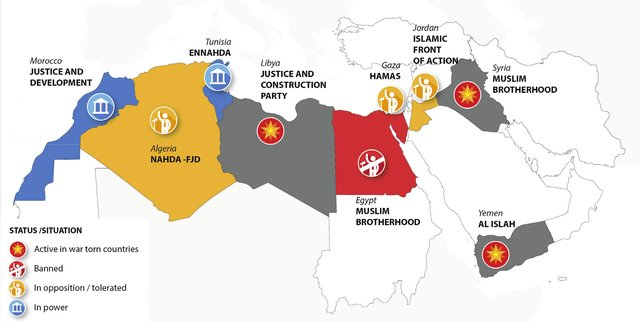 Morocco
JUSTICE AND
DEVELOPMENT
Tunisia
ENNAHDA
Libya
JUSTICE AND
CONSTRUCTION
PARTY
Gaza
HAMAS
Jordan
ISLAMIC
FRONT
OF ACTION
Syria
MUSLIM
BROTHERHOOD
Algeria
NAHDA -FJD
Egypt
MUSLIM
BROTHERHOOD
Yemen
AL ISLAH
STATUS /SITUATION
Active in war torn countries
Banned
In opposition / tolerated
In power